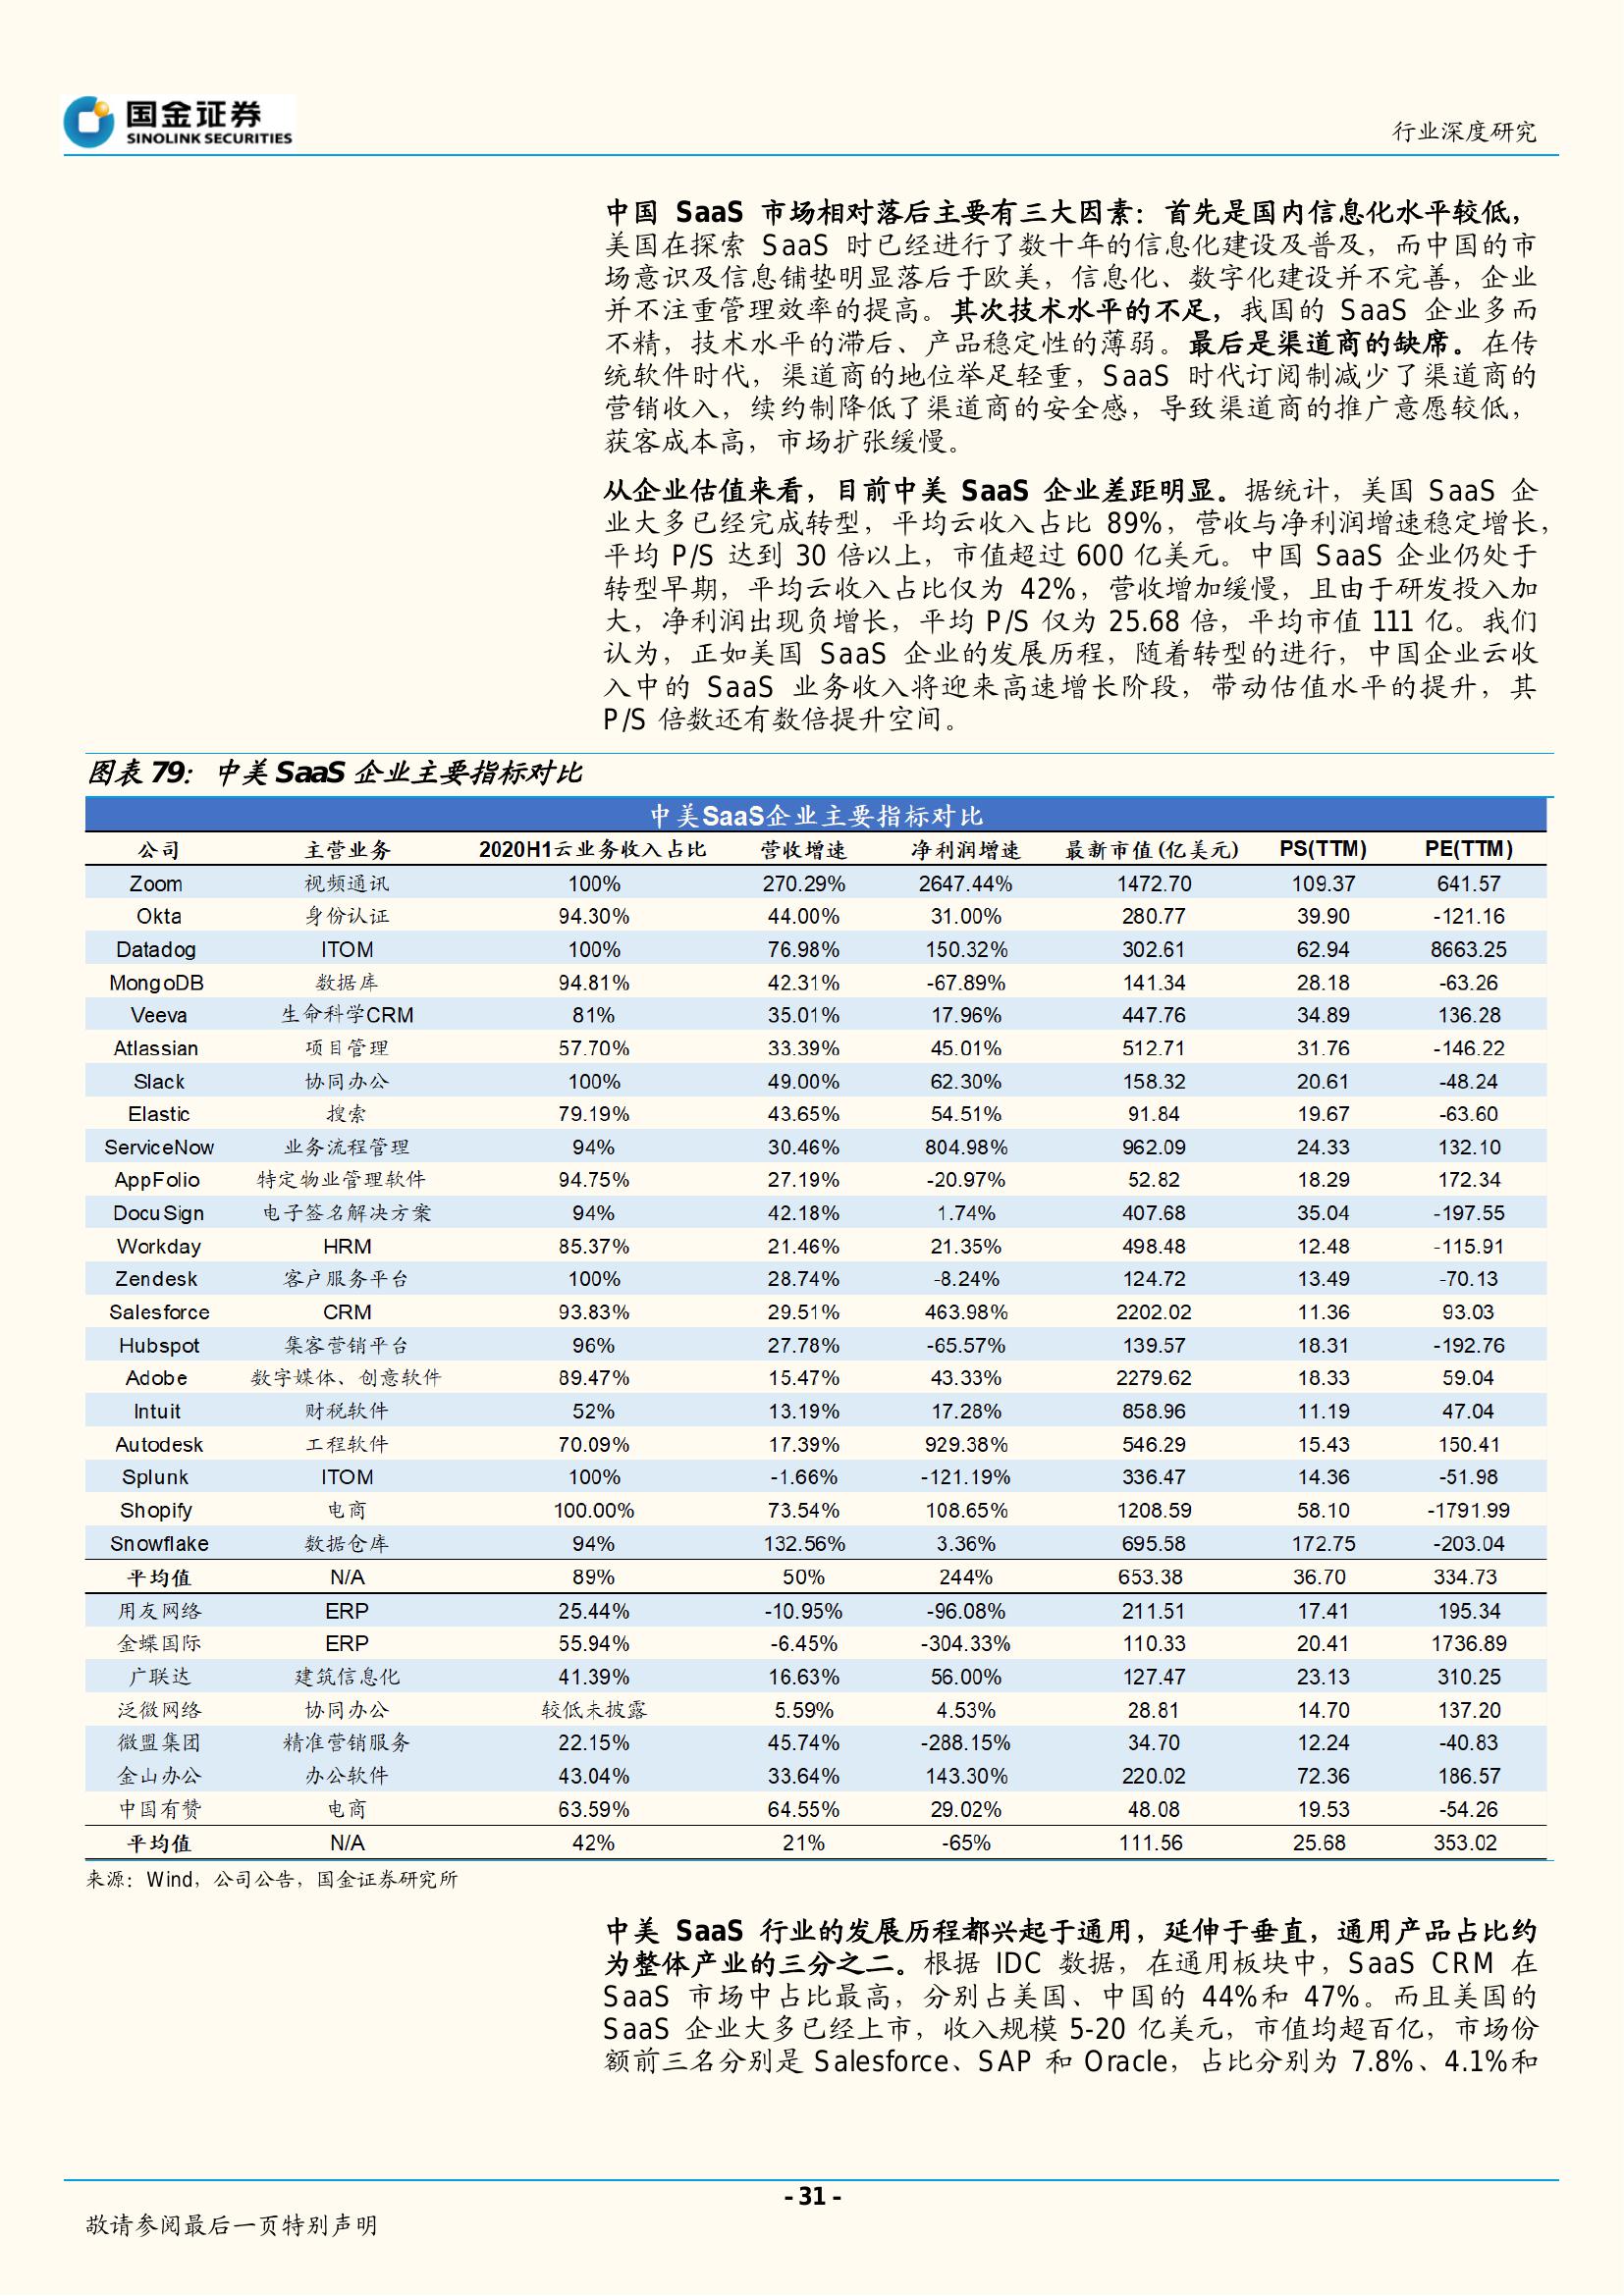 国金证券
SINOLINK SECURITIES
行业深度研究
中国 SaaS 市场相对落后主要有三大因素：首先是国内信息化水平较低，
美国在探索 SaaS 时已经进行了数十年的信息化建设及普及，而中国的市
场意识及信息铺垫明显落后于欧美，信息化、数字化建设并不完善，企业
并不注重管理效率的提高。其次技术水平的不足，我国的 SaaS 企业多而
不精，技术水平的滞后、产品稳定性的薄弱。最后是渠道商的缺席。在传
统软件时代，渠道商的地位举足轻重，SaaS 时代订阅制减少了渠道商的
营销收入，续约制降低了渠道商的安全感，导致渠道商的推广意愿较低，
获客成本高，市场扩张缓慢。
从企业估值来看，目前中美 SaaS 企业差距明显。据统计，美国 SaaS 企
业大多已经完成转型，平均云收入占比 89%，营收与净利润增速稳定增长，
平均 P/S 达到 30 倍以上，市值超过 600 亿美元。中国 SaaS 企业仍处于
转型早期，平均云收入占比仅为 42%，营收增加缓慢，且由于研发投入加
大，净利润出现负增长，平均 P/S 仅为 25.68 倍，平均市值 111 亿。我们
认为，正如美国 SaaS 企业的发展历程，随着转型的进行，中国企业云收
入中的 SaaS 业务收入将迎来高速增长阶段，带动估值水平的提升，其
P/S 倍数还有数倍提升空间。
图表 79：中美 SaaS 企业主要指标对比
中美SaaS企业主要指标对比
公司 主营业务 2020H1云业务收入占比 营收增速 净利润增速 最新市值(亿美元) PS(TTM) PE(TTM)
Zoom 视频通讯 100% 270.29% 2647.44% 1472.70 109.37 641.57
Okta 身份认证 94.30% 44.00% 31.00% 280.77 39.90 -121.16
Datadog ITOM 100% 76.98% 150.32% 302.61 62.94 8663.25
MongoDB 数据库 94.81% 42.31% -67.89% 141.34 28.18 -63.26
Veeva 生命科学CRM 81% 35.01% 17.96% 447.76 34.89 136.28
Atlassian 项目管理 57.70% 33.39% 45.01% 512.71 31.76 -146.22
Slack 协同办公 100% 49.00% 62.30% 158.32 20.61 -48.24
Elastic 搜索 79.19% 43.65% 54.51% 91.84 19.67 -63.60
ServiceNow 业务流程管理 94% 30.46% 804.98% 962.09 24.33 132.10
AppFolio 特定物业管理软件 94.75% 27.19% -20.97% 52.82 18.29 172.34
DocuSign 电子签名解决方案 94% 42.18% 1.74% 407.68 35.04 -197.55
Workday HRM 85.37% 21.46% 21.35% 498.48 12.48 -115.91
Zendesk 客户服务平台 100% 28.74% -8.24% 124.72 13.49 -70.13
Salesforce CRM 93.83% 29.51% 463.98% 2202.02 11.36 93.03
Hubspot 集客营销平台 96% 27.78% -65.57% 139.57 18.31 -192.76
Adobe 数字媒体、创意软件 89.47% 15.47% 43.33% 2279.62 18.33 59.04
Intuit 财税软件 52% 13.19% 17.28% 858.96 11.19 47.04
Autodesk 工程软件 70.09% 17.39% 929.38% 546.29 15.43 150.41
Splunk ITOM 100% -1.66% -121.19% 336.47 14.36 -51.98
Shopify 电商 100.00% 73.54% 108.65% 1208.59 58.10 -1791.99
Snowflake 数据仓库 94% 132.56% 3.36% 695.58 172.75 -203.04
平均值 N/A 89% 50% 244% 653.38 36.70 334.73
用友网络 ERP 25.44% -10.95% -96.08% 211.51 17.41 195.34
金蝶国际 ERP 55.94% -6.45% -304.33% 110.33 20.41 1736.89
广联达 建筑信息化 41.39% 16.63% 56.00% 127.47 23.13 310.25
泛微网络 协同办公 较低未披露 5.59% 4.53% 28.81 14.70 137.20
微盟集团 精准营销服务 22.15% 45.74% -288.15% 34.70 12.24 -40.83
金山办公 办公软件 43.04% 33.64% 143.30% 220.02 72.36 186.57
中国有赞 电商 63.59% 64.55% 29.02% 48.08 19.53 -54.26
平均值 N/A 42% 21% -65% 111.56 25.68 353.02
来源：Wind，公司公告，国金证券研究所
中美 SaaS 行业的发展历程都兴起于通用，延伸于垂直，通用产品占比约
为整体产业的三分之二。根据 IDC 数据，在通用板块中，SaaS CRM 在
SaaS 市场中占比最高，分别占美国、中国的 44%和 47%。而且美国的
SaaS 企业大多已经上市，收入规模 5-20 亿美元，市值均超百亿，市场份
额前三名分别是 Salesforce、SAP 和 Oracle，占比分别为 7.8%、4.1%和
- 31 -
敬请参阅最后一页特别声明